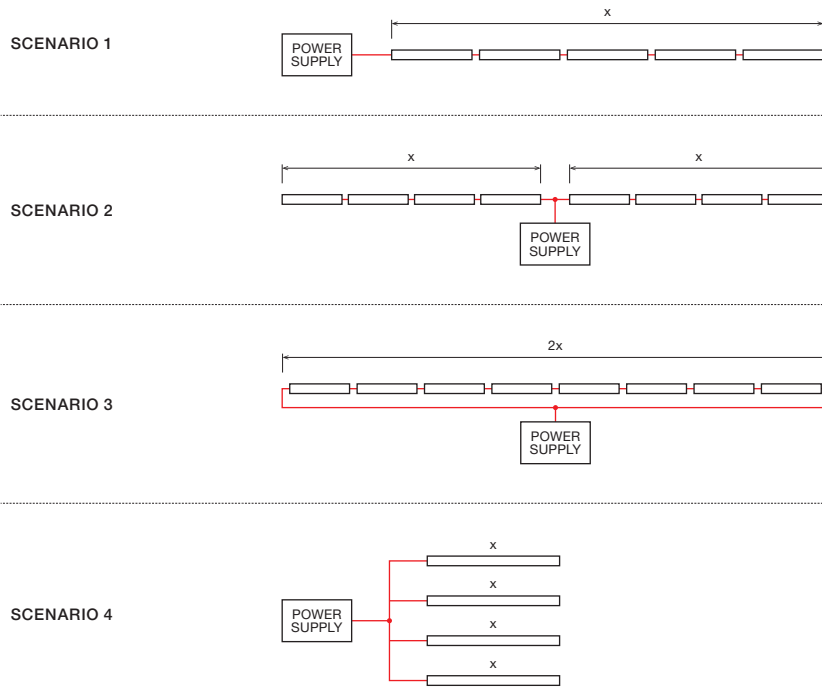 x
SCENARIO 1
POWER
SUPPLY
x
x
SCENARIO 2
POWER
SUPPLY
2x
SCENARIO 3
POWER
SUPPLY
x
x
SCENARIO 4
POWER
SUPPLY
x
x